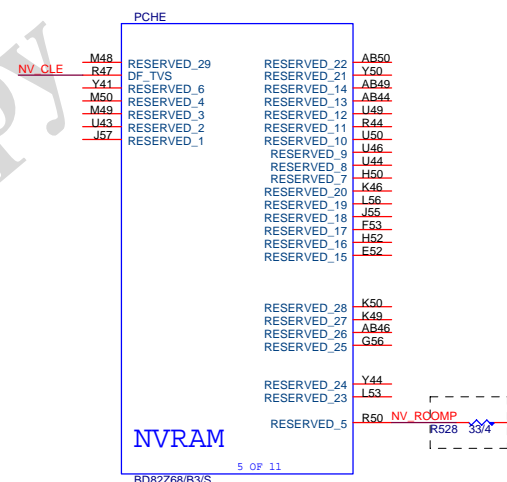 PCHE
NV_CLE
M48 RESERVED_29
R47 DF_TVS
Y41 RESERVED_6
M50 RESERVED_4
M49 RESERVED_3
U43 RESERVED_2
J57 RESERVED_1
RESERVED_22 AB50
RESERVED_21 Y50
RESERVED_14 AB49
RESERVED_13 AB44
RESERVED_12 U49
RESERVED_11 R44
RESERVED_10 U50
RESERVED_9 U46
RESERVED_8 U44
RESERVED_7 H50
RESERVED_20 K46
RESERVED_19 L56
RESERVED_18 J55
RESERVED_17 F53
RESERVED_16 H52
RESERVED_15 E52
RESERVED_28 K50
RESERVED_27 K49
RESERVED_26 AB46
RESERVED_25 G56
RESERVED_24 Y44
RESERVED_23 L53
RESERVED_5 R50 NV_RCOMP
R528 33/4
NVRAM
5 OF 11
BD82Z68/B3/S
py